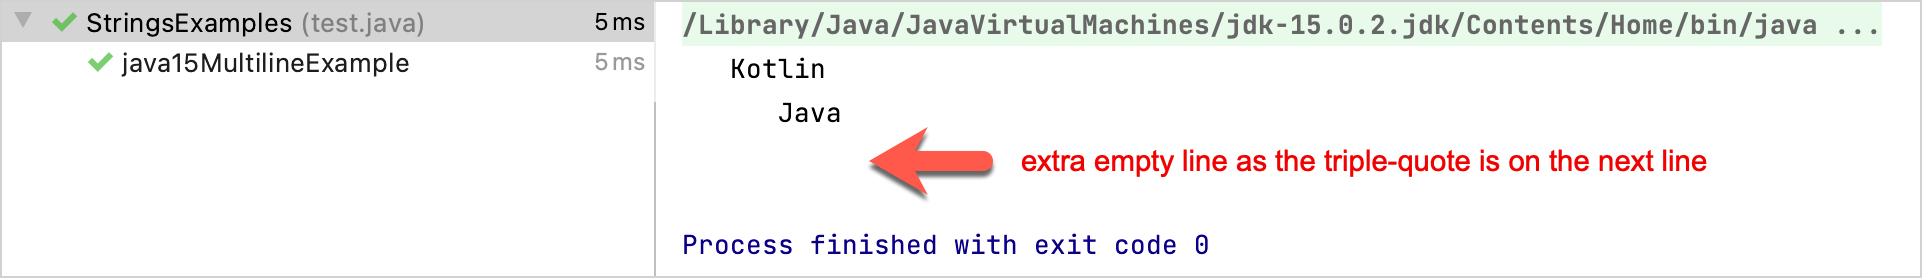 StringsExamples (test.java) 5 ms
java15MultilineExample 5 ms
/Library/Java/JavaVirtualMachines/jdk-15.0.2.jdk/Contents/Home/bin/java ...
Kotlin
Java
extra empty line as the triple-quote is on the next line
Process finished with exit code 0